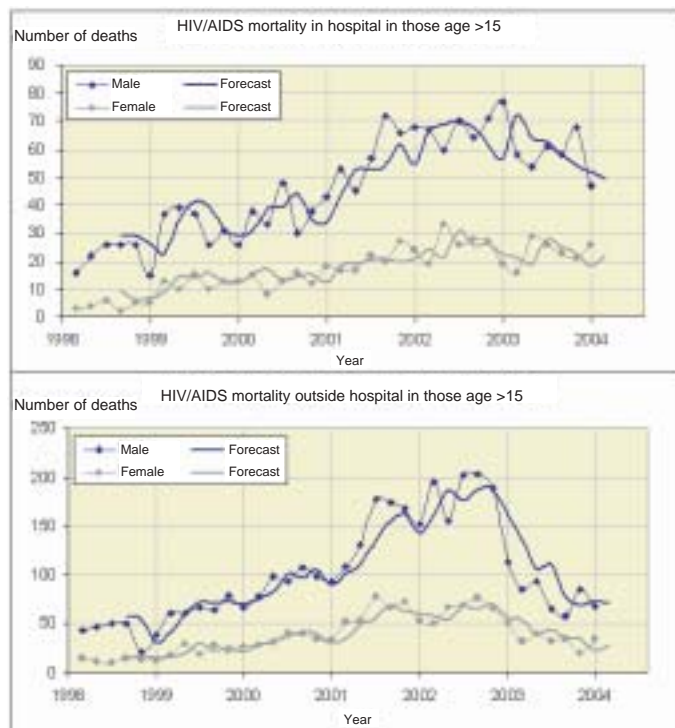 HIV/AIDS mortality in hospital in those age >15
Number of deaths
90
Male Forecast
Female Forecast
80
70
60
50
40
30
20
10
0
1998 1999 2000 2001 2002 2003 2004
Year
HIV/AIDS mortality outside hospital in those age >15
Number of deaths
250
Male Forecast
Female Forecast
200
150
100
50
0
1998 1999 2000 2001 2002 2003 2004
Year